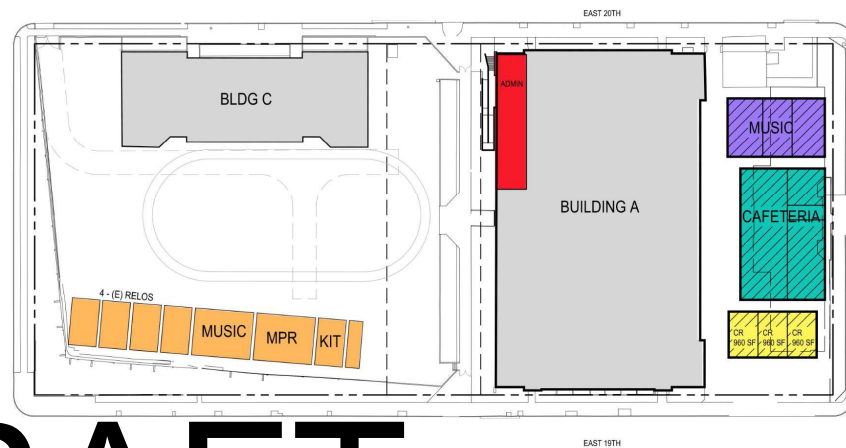 EAST 20TH
BLDG C
ADMIN
MUSIC
BUILDING A
CAFETERIA
4 - (E) RELOS
MUSIC
MPR
KIT
CR
960 SF
CR
960 SF
CR
960 SF
EAST 19TH